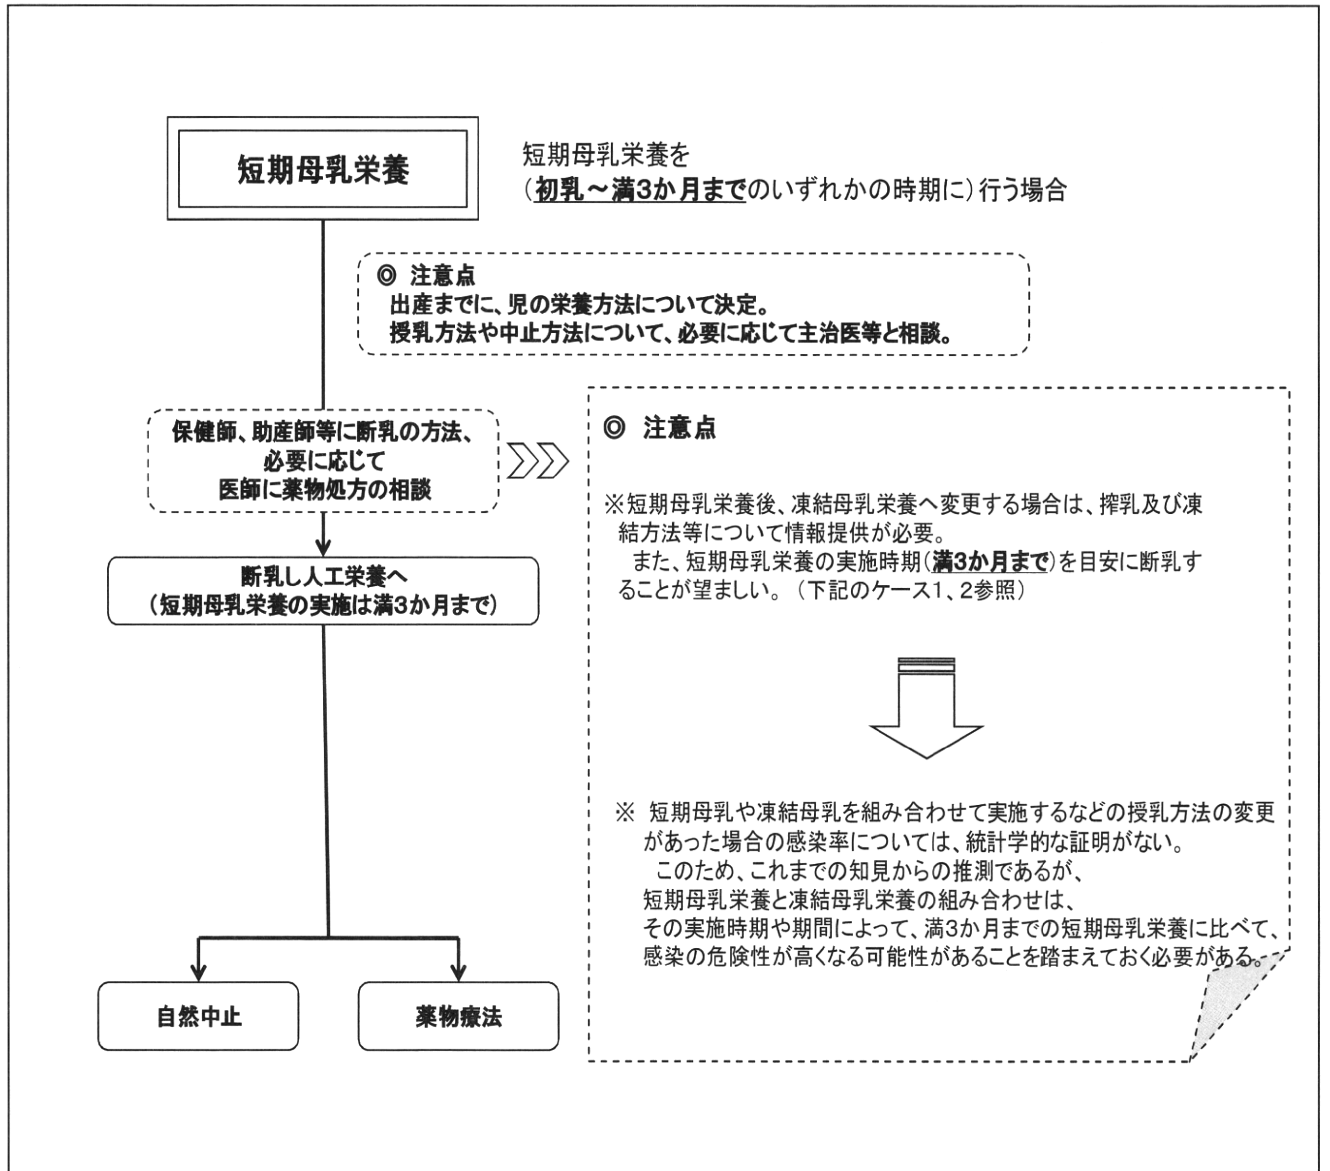 短期母乳栄養
短期母乳栄養を
（初乳～満3か月までのいずれかの時期に）行う場合
◎ 注意点
出産までに、児の栄養方法について決定。
授乳方法や中止方法について、必要に応じて主治医等と相談。
保健師、助産師等に断乳の方法、
必要に応じて
医師に薬物処方の相談
断乳し人工栄養へ
（短期母乳栄養の実施は満3か月まで）
自然中止
薬物療法
◎ 注意点
※短期母乳栄養後、凍結母乳栄養へ変更する場合は、搾乳及び凍
結方法等について情報提供が必要。
また、短期母乳栄養の実施時期（満3か月まで）を目安に断乳す
ることが望ましい。（下記のケース1、2参照）
※ 短期母乳や凍結母乳を組み合わせて実施するなどの授乳方法の変更
があった場合の感染率については、統計学的な証明がない。
このため、これまでの知見からの推測であるが、
短期母乳栄養と凍結母乳栄養の組み合わせは、
その実施時期や期間によって、満3か月までの短期母乳栄養に比べて、
感染の危険性が高くなる可能性があることを踏まえておく必要がある。